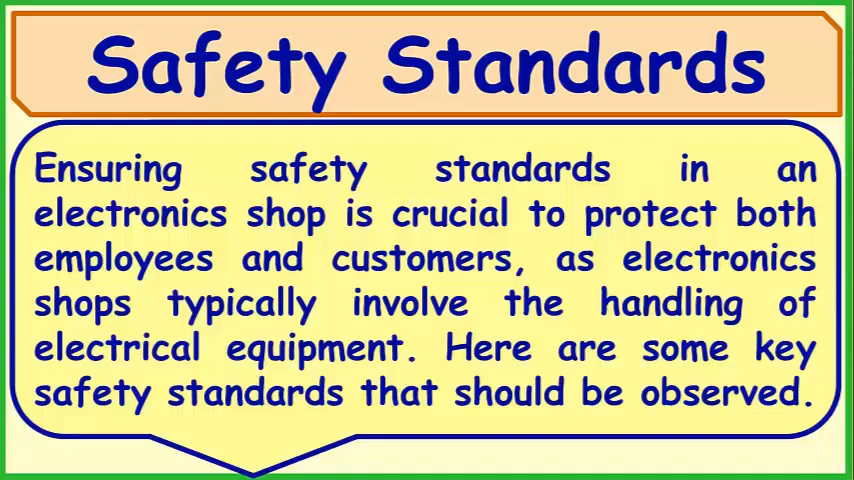 Safety Standards
Ensuring safety standards in an
electronics shop is crucial to protect both
employees and customers, as electronics
shops typically involve the handling of
electrical equipment. Here are some key
safety standards that should be observed.